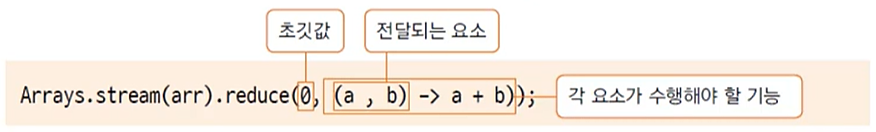 초깃값
전달되는 요소
Arrays.stream(arr).reduce(0, (a , b) -> a + b));
각 요소가 수행해야 할 기능